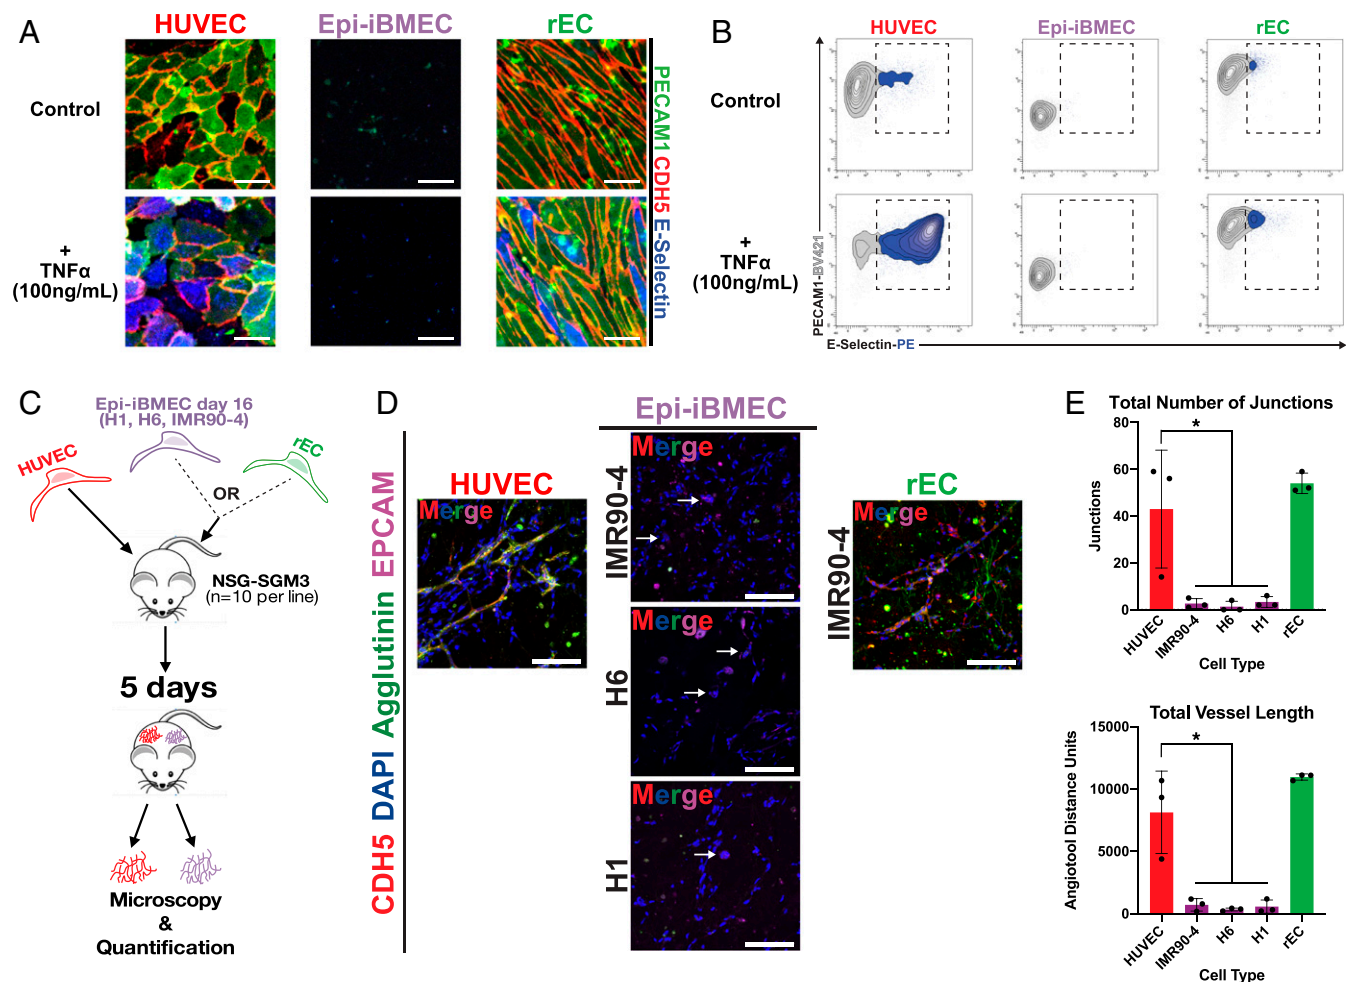 A
HUVEC
Epi-iBMEC
rEC
Control
+
TNFα
(100ng/mL)
PECAM1 CDH5 E-Selectin
B
HUVEC
Epi-iBMEC
rEC
Control
+
TNFα
(100ng/mL)
PECAM1-BV421
E-Selectin-PE
C
Epi-iBMEC day 16
(H1, H6, IMR90-4)
HUVEC
rEC
OR
NSG-SGM3
(n=10 per line)
5 days
Microscopy
&
Quantification
D
CDH5 DAPI Agglutinin EPCAM
HUVEC
Merge
Epi-iBMEC
IMR90-4
Merge
H6
Merge
H1
Merge
rEC
IMR90-4
Merge
E
Total Number of Junctions
Junctions
80
60
40
20
0
*
HUVEC
IMR90-4
H6
H1
rEC
Cell Type
Total Vessel Length
Angiotool Distance Units
15000
10000
5000
0
*
HUVEC
IMR90-4
H6
H1
rEC
Cell Type